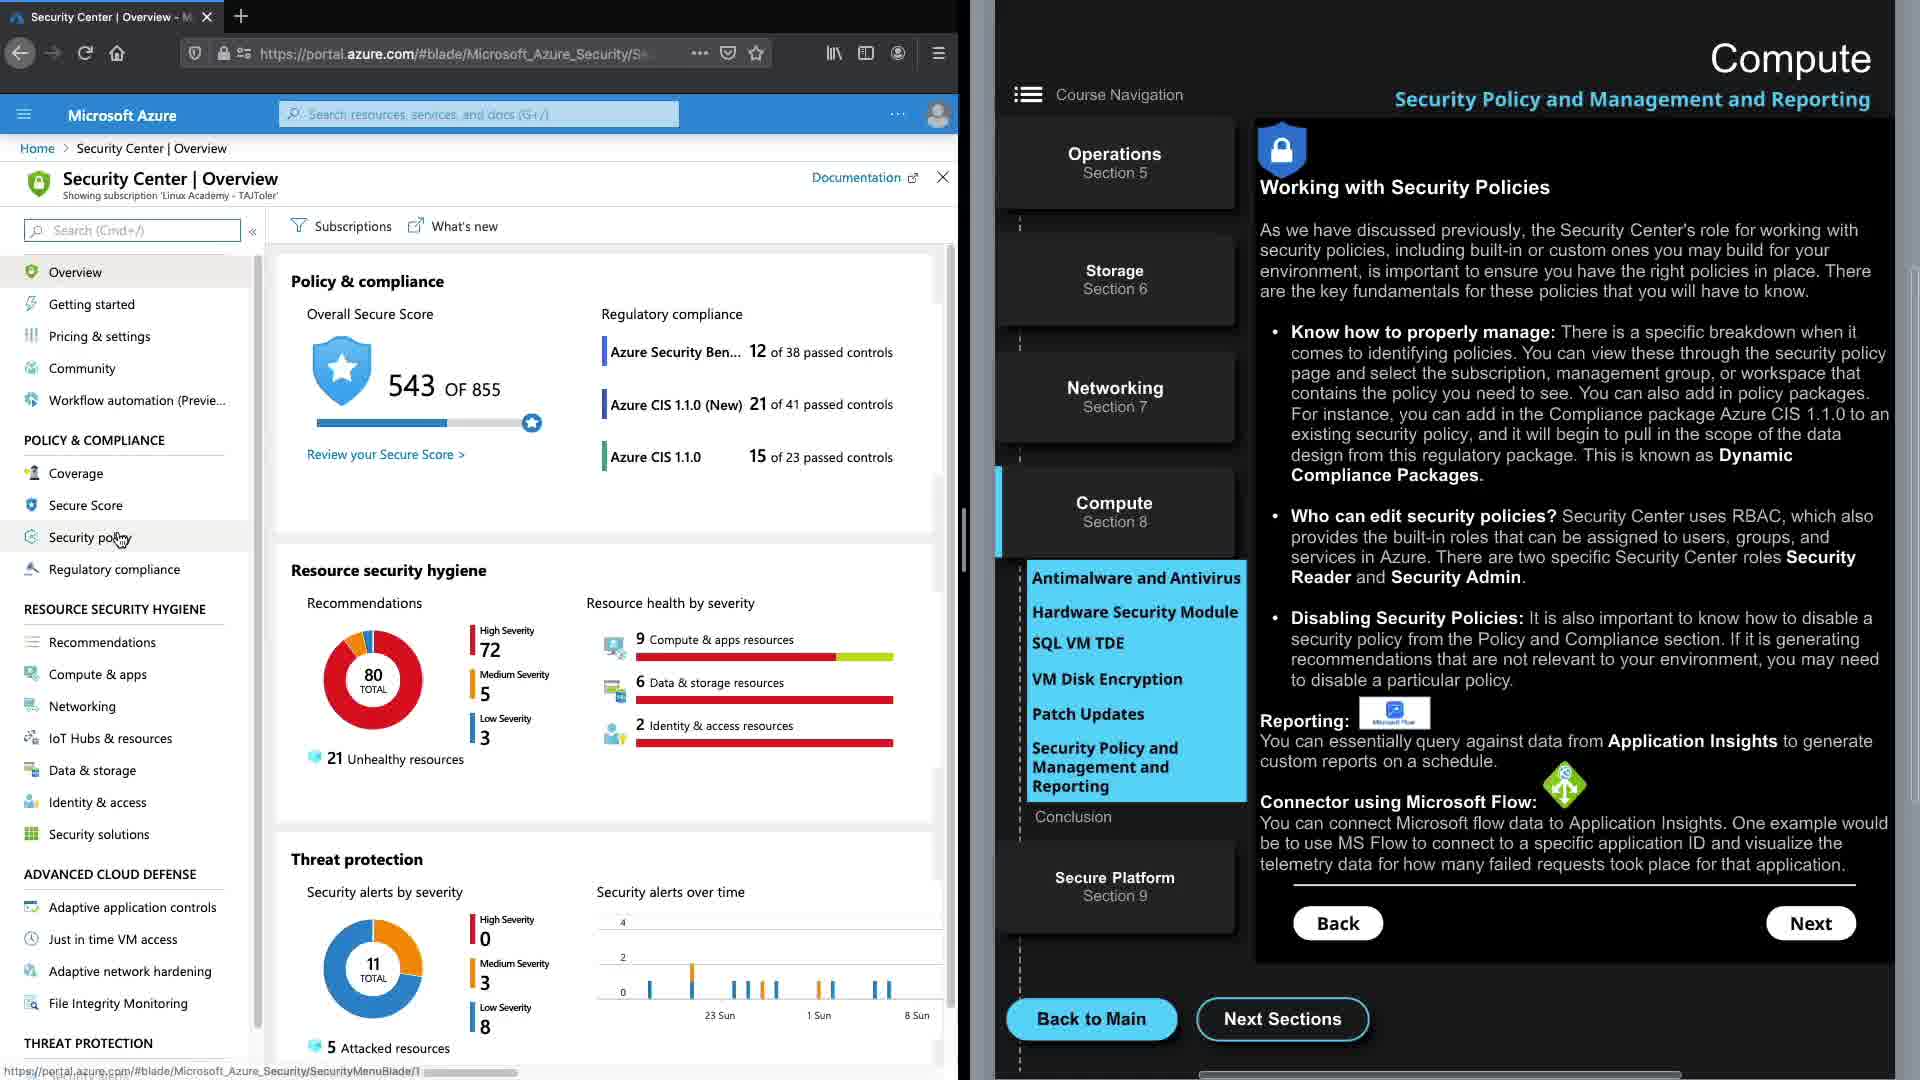 Security Center | Overview - M
https://portal.azure.com/#blade/Microsoft_Azure_Security/Se
Microsoft Azure
Search resources, services, and docs (G+/)
Home > Security Center | Overview
Security Center | Overview
Showing subscription 'Linux Academy - TAJToler'
Documentation
Search (Cmd+/)
«
Subscriptions
What's new
Overview
Getting started
Pricing & settings
Community
Workflow automation (Previe...
POLICY & COMPLIANCE
Coverage
Secure Score
Security policy
Regulatory compliance
RESOURCE SECURITY HYGIENE
Recommendations
Compute & apps
Networking
IoT Hubs & resources
Data & storage
Identity & access
Security solutions
ADVANCED CLOUD DEFENSE
Adaptive application controls
Just in time VM access
Adaptive network hardening
File Integrity Monitoring
THREAT PROTECTION
https://portal.azure.com/#blade/Microsoft_Azure_Security/SecurityMenuBlade/1
Policy & compliance
Overall Secure Score
543 OF 855
Review your Secure Score >
Regulatory compliance
Azure Security Ben... 12 of 38 passed controls
Azure CIS 1.1.0 (New) 21 of 41 passed controls
Azure CIS 1.1.0 15 of 23 passed controls
Resource security hygiene
Recommendations
80
TOTAL
High Severity
72
Medium Severity
5
Low Severity
3
21 Unhealthy resources
Resource health by severity
9 Compute & apps resources
6 Data & storage resources
2 Identity & access resources
Threat protection
Security alerts by severity
11
TOTAL
High Severity
0
Medium Severity
3
Low Severity
8
5 Attacked resources
Security alerts over time
4
2
0
23 Sun
1 Sun
8 Sun
Compute
Security Policy and Management and Reporting
Course Navigation
Operations
Section 5
Storage
Section 6
Networking
Section 7
Compute
Section 8
Antimalware and Antivirus
Hardware Security Module
SQL VM TDE
VM Disk Encryption
Patch Updates
Security Policy and
Management and
Reporting
Conclusion
Secure Platform
Section 9
Back to Main
Next Sections
Working with Security Policies
As we have discussed previously, the Security Center's role for working with
security policies, including built-in or custom ones you may build for your
environment, is important to ensure you have the right policies in place. There
are the key fundamentals for these policies that you will have to know.
• Know how to properly manage: There is a specific breakdown when it
comes to identifying policies. You can view these through the security policy
page and select the subscription, management group, or workspace that
contains the policy you need to see. You can also add in policy packages.
For instance, you can add in the Compliance package Azure CIS 1.1.0 to an
existing security policy, and it will begin to pull in the scope of the data
design from this regulatory package. This is known as Dynamic
Compliance Packages.
• Who can edit security policies? Security Center uses RBAC, which also
provides the built-in roles that can be assigned to users, groups, and
services in Azure. There are two specific Security Center roles Security
Reader and Security Admin.
• Disabling Security Policies: It is also important to know how to disable a
security policy from the Policy and Compliance section. If it is generating
recommendations that are not relevant to your environment, you may need
to disable a particular policy.
Reporting:
Microsoft Flow
You can essentially query against data from Application Insights to generate
custom reports on a schedule.
Connector using Microsoft Flow:
You can connect Microsoft flow data to Application Insights. One example would
be to use MS Flow to connect to a specific application ID and visualize the
telemetry data for how many failed requests took place for that application.
Back
Next